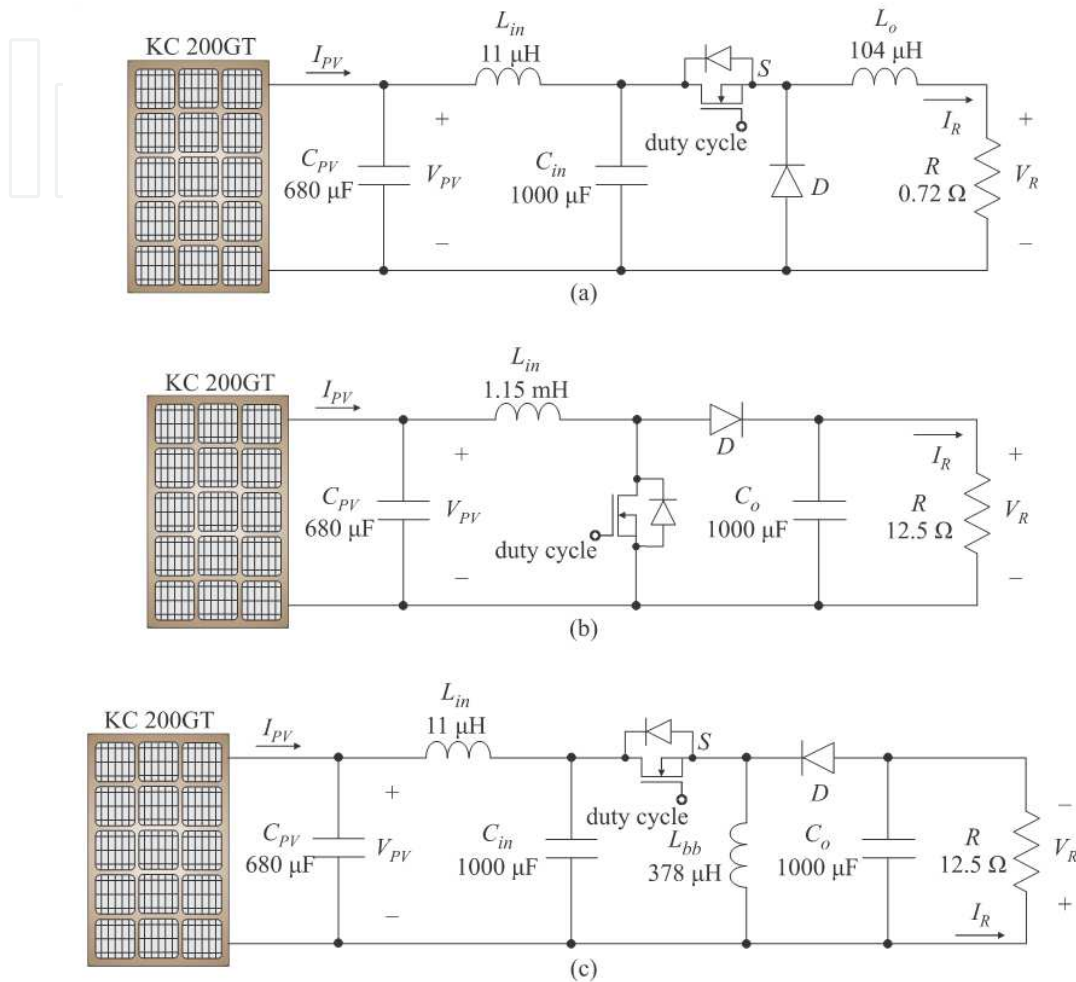 L_in
L_o
KC 200GT
I_PV
11 μH
S
104 μH
+
I_R
+
duty cycle
C_PV
C_in
R
680 μF
V_PV
1000 μF
D
0.72 Ω
V_R
–
–
(a)
L_in
KC 200GT
I_PV
1.15 mH
+
D
I_R
+
C_PV
C_o
R
680 μF
V_PV
1000 μF
12.5 Ω
V_R
duty cycle
–
–
(b)
L_in
KC 200GT
I_PV
11 μH
S
+
D
–
duty cycle
C_PV
C_in
L_bb
C_o
R
680 μF
V_PV
1000 μF
378 μH
1000 μF
12.5 Ω
V_R
–
I_R
+
(c)